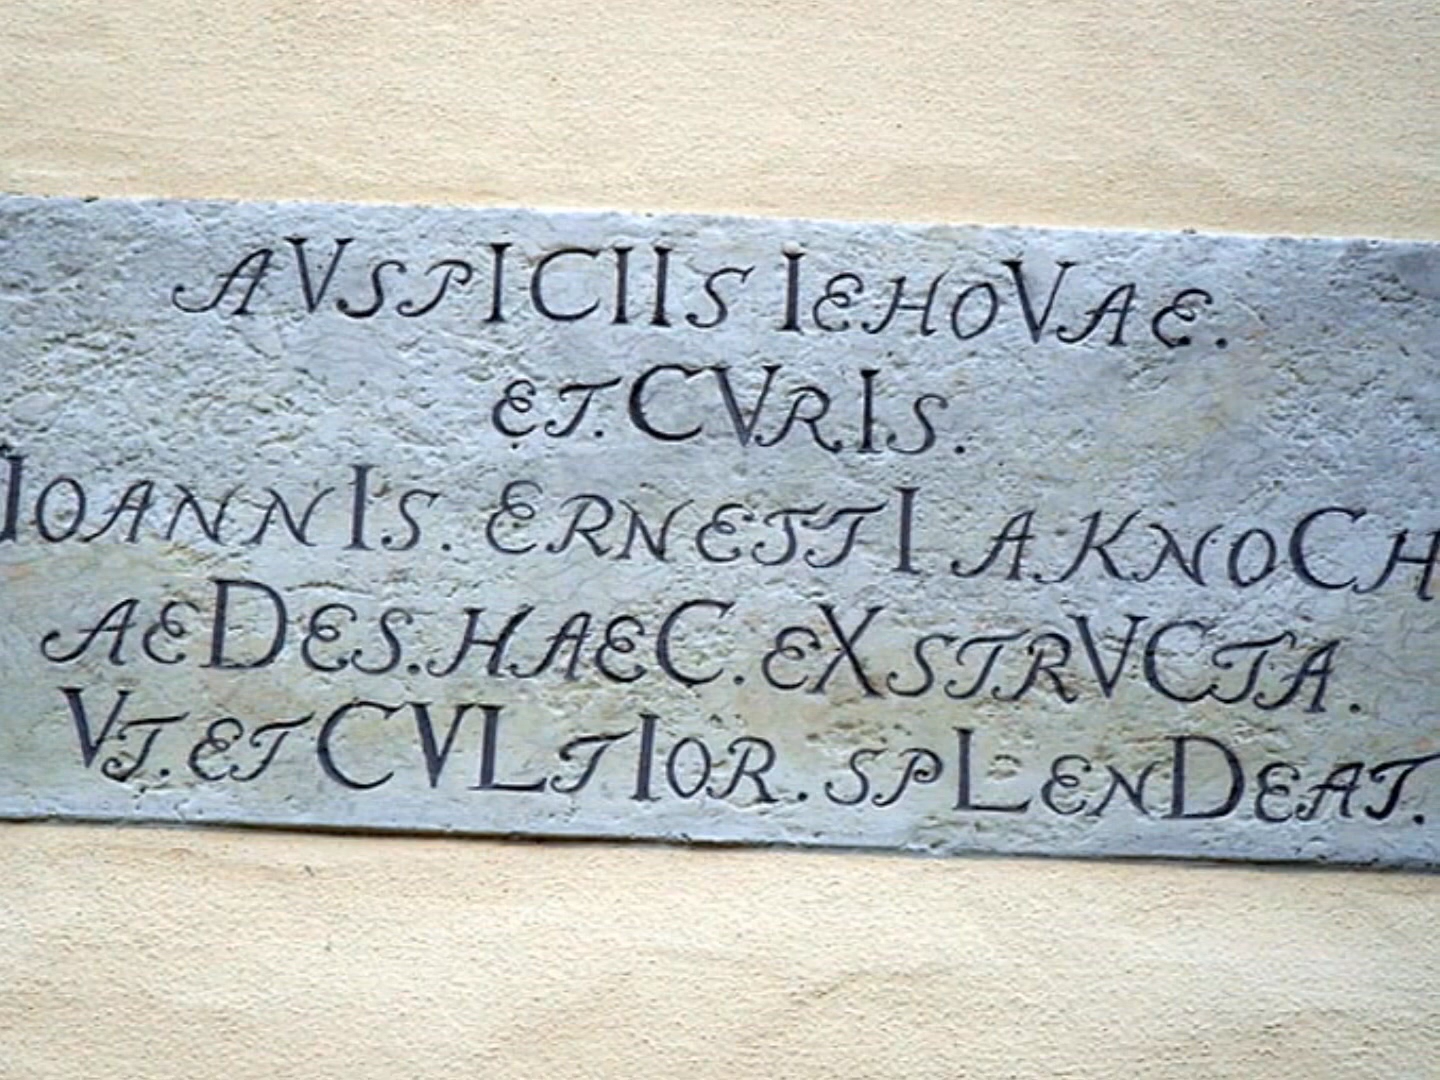 AVSPICIIS IEHOVAE.
ET.CVRIS.
IOANNIS. ERNESTI A.KNOCH
AEDES.HAEC.EXSTRVCTA.
VT.ET CVLTIOR.SPLENDEAT.